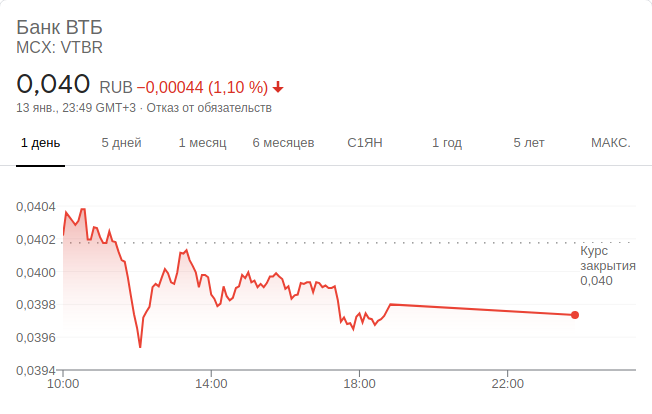 Банк ВТБ
MCX: VTBR
0,040 RUB −0,00044 (1,10 %)
13 янв., 23:49 GMT+3 · Отказ от обязательств
1 день 5 дней 1 месяц 6 месяцев С1ЯН 1 год 5 лет МАКС.
0,0404
0,0402
Курс
закрытия
0,040
0,0400
0,0398
0,0396
0,0394
10:00 14:00 18:00 22:00